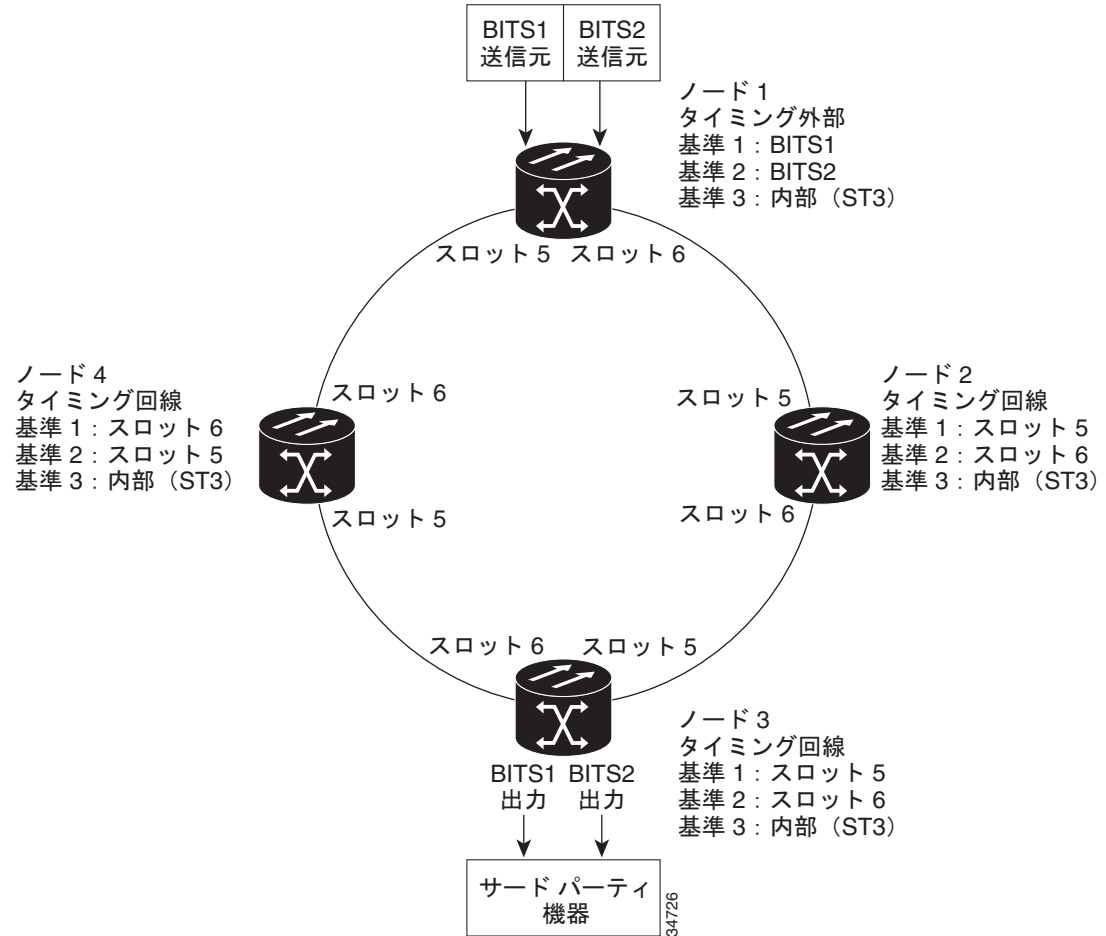 BITS1
送信元
BITS2
送信元
ノード 1
タイミング外部
基準 1：BITS1
基準 2：BITS2
基準 3：内部（ST3）
スロット 5
スロット 6
ノード 4
タイミング回線
基準 1：スロット 6
基準 2：スロット 5
基準 3：内部（ST3）
スロット 6
スロット 5
スロット 5
スロット 6
ノード 2
タイミング回線
基準 1：スロット 5
基準 2：スロット 6
基準 3：内部（ST3）
スロット 6
スロット 5
ノード 3
タイミング回線
基準 1：スロット 5
基準 2：スロット 6
基準 3：内部（ST3）
BITS1
出力
BITS2
出力
サード パーティ
機器
34726